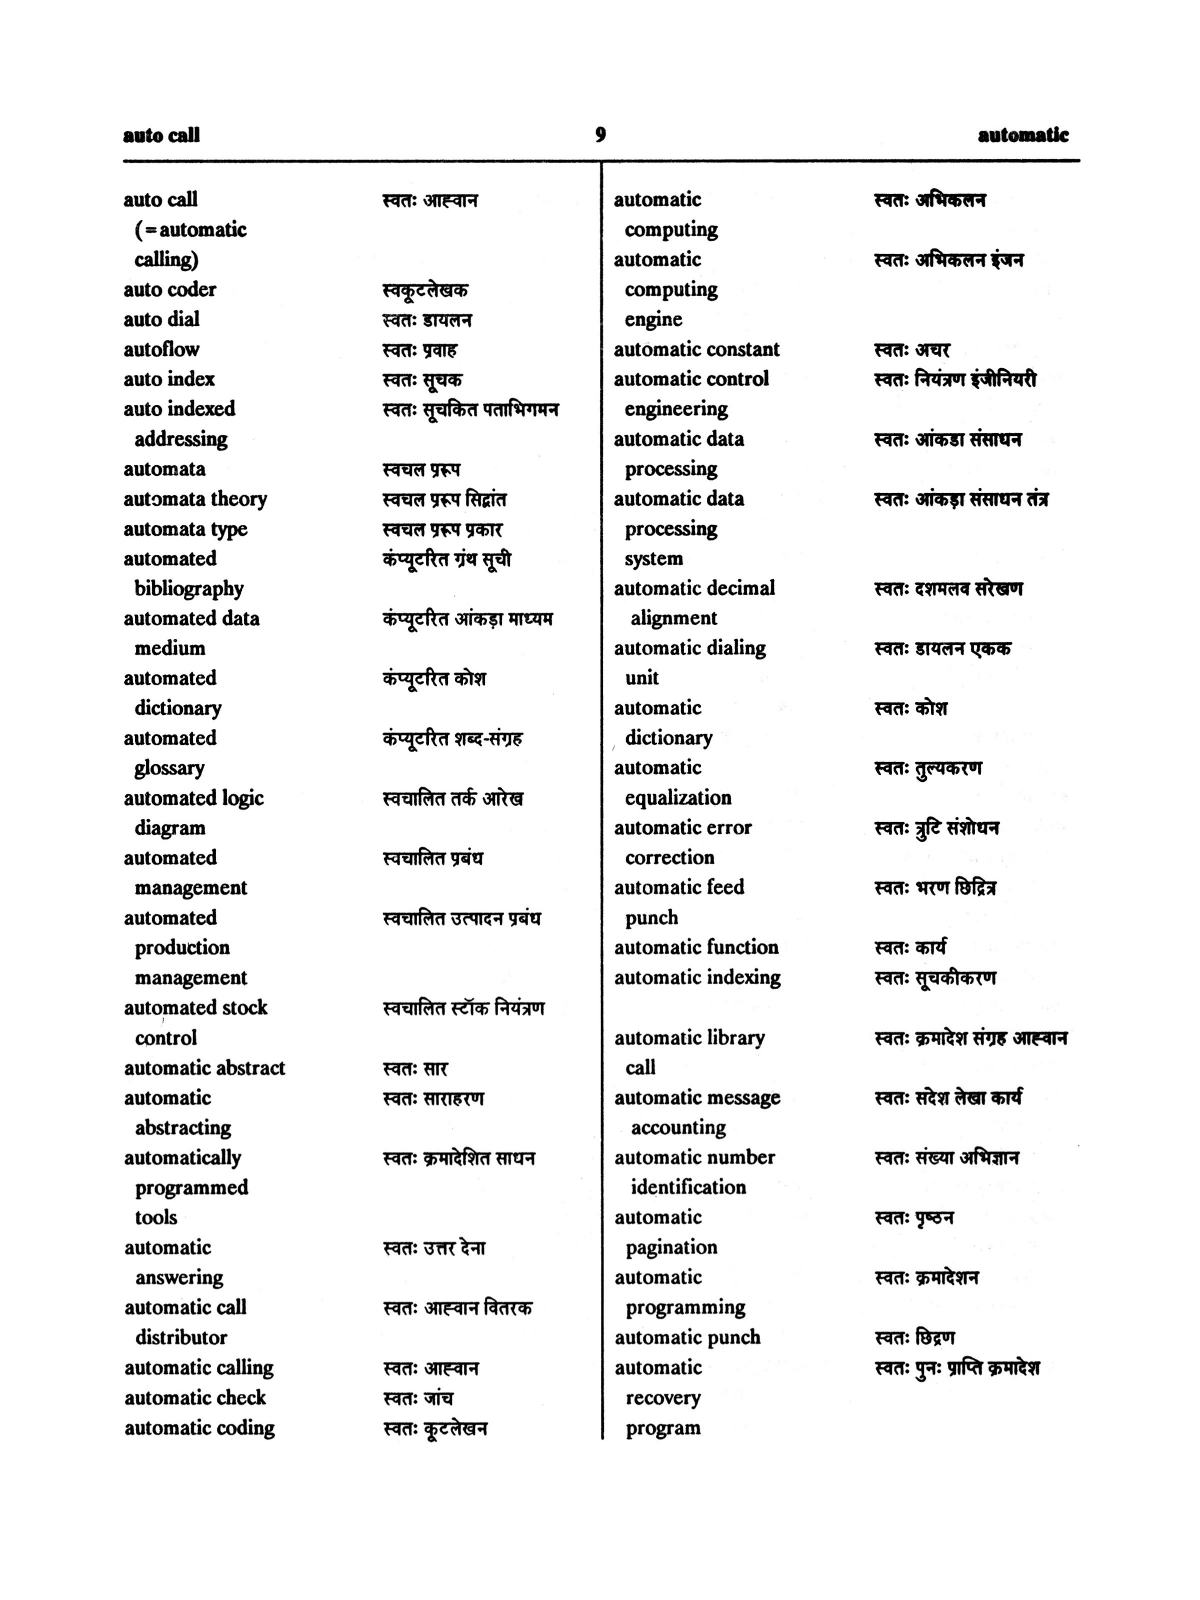 auto call 9 automatic
auto call स्वतः आह्वान
(=automatic
calling)
auto coder स्वकूटलेखक
auto dial स्वतः डायलन
autoflow स्वतः प्रवाह
auto index स्वतः सूचक
auto indexed स्वतः सूचकित पताभिगमन
addressing
automata स्वचल प्ररूप
automata theory स्वचल प्ररूप सिद्वांत
automata type स्वचल प्ररूप प्रकार
automated कंप्यूटरित ग्रंथ सूची
bibliography
automated data कंप्यूटरित आंकड़ा माध्यम
medium
automated कंप्यूटरित कोश
dictionary
automated कंप्यूटरित शब्द-संग्रह
glossary
automated logic स्वचालित तर्क आरेख
diagram
automated स्वचालित प्रबंध
management
automated स्वचालित उत्पादन प्रबंध
production
management
automated stock स्वचालित स्टॉक नियंत्रण
control
automatic abstract स्वतः सार
automatic स्वतः साराहरण
abstracting
automatically स्वतः क्रमादेशित साधन
programmed
tools
automatic स्वतः उत्तर देना
answering
automatic call स्वतः आह्वान वितरक
distributor
automatic calling स्वतः आह्वान
automatic check स्वतः जांच
automatic coding स्वतः कूटलेखन
automatic स्वतः अभिकलन
computing
automatic स्वतः अभिकलन इंजन
computing
engine
automatic constant स्वतः अचर
automatic control स्वतः नियंत्रण इंजीनियरी
engineering
automatic data स्वतः आंकडा संसाधन
processing
automatic data स्वतः आंकड़ा संसाधन तंत्र
processing
system
automatic decimal स्वतः दशमलव सरेखण
alignment
automatic dialing स्वतः डायलन एकक
unit
automatic स्वतः कोश
dictionary
automatic स्वतः तुल्यकरण
equalization
automatic error स्वतः त्रुटि संशोधन
correction
automatic feed स्वतः भरण छिद्रित्र
punch
automatic function स्वतः कार्य
automatic indexing स्वतः सूचकीकरण
automatic library स्वतः क्रमादेश संग्रह आह्वान
call
automatic message स्वतः सदेश लेखा कार्य
accounting
automatic number स्वतः संख्या अभिज्ञान
identification
automatic स्वतः पृष्ठन
pagination
automatic स्वतः क्रमादेशन
programming
automatic punch स्वतः छिद्रण
automatic स्वतः पुनः प्राप्ति क्रमादेश
recovery
program